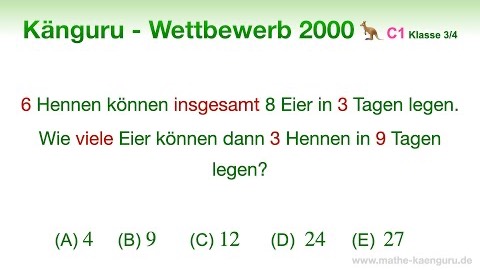 Känguru - Wettbewerb 2000 🦘 C1 Klasse 3/4
6 Hennen können insgesamt 8 Eier in 3 Tagen legen.
Wie viele Eier können dann 3 Hennen in 9 Tagen
legen?
(A) 4 (B) 9 (C) 12 (D) 24 (E) 27
www.mathe-kaenguru.de